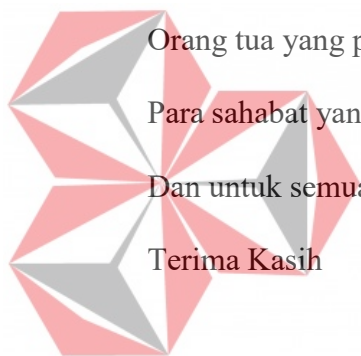 Orang tua yang
Para sahabat yan
Dan untuk semua
Terima Kasih